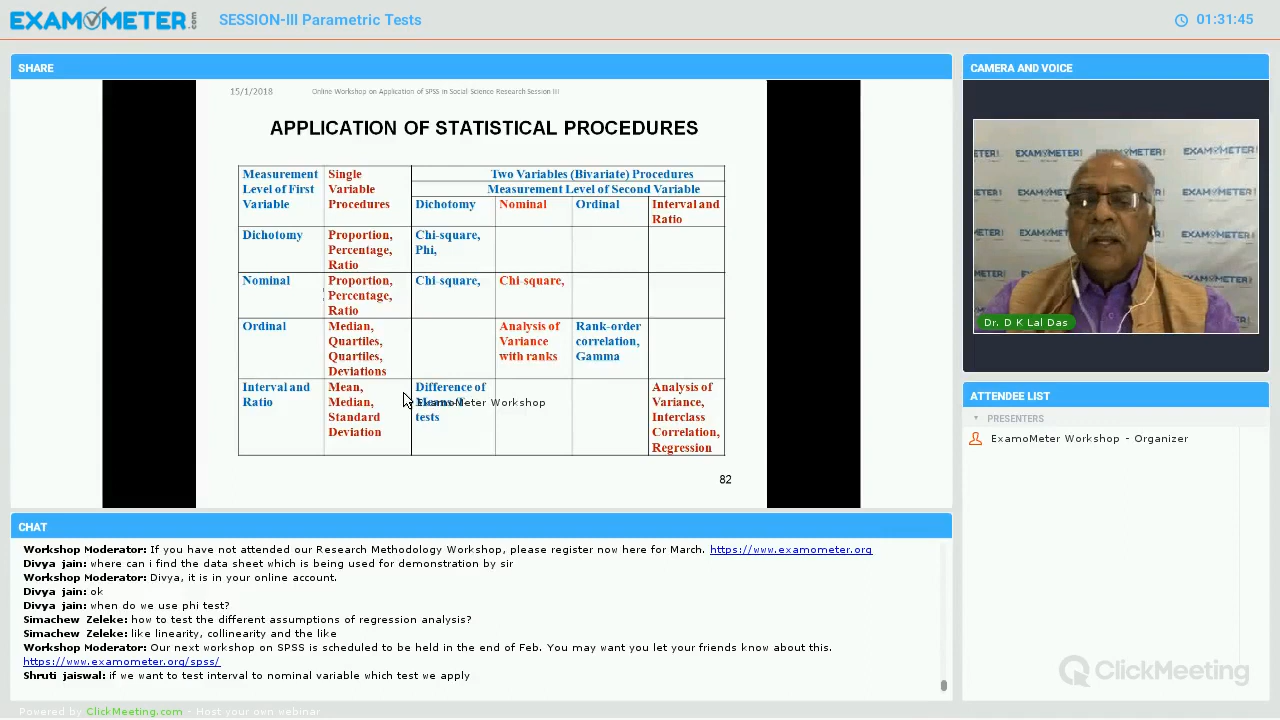 EXAMOMETER.com
SESSION-III Parametric Tests
01:31:45
SHARE
CAMERA AND VOICE
15/1/2018 Online Workshop on Application of SPSS in Social Science Research Session III
APPLICATION OF STATISTICAL PROCEDURES
Measurement Level of First Variable
Single Variable Procedures
Two Variables (Bivariate) Procedures
Measurement Level of Second Variable
Dichotomy Nominal Ordinal Interval and Ratio
Dichotomy Proportion, Percentage, Ratio Chi-square, Phi,
Nominal Proportion, Percentage, Ratio Chi-square, Chi-square,
Ordinal Median, Quartiles, Quartiles, Deviations Analysis of Variance with ranks Rank-order correlation, Gamma
Interval and Ratio Mean, Median, Standard Deviation Difference of tests Analysis of Variance, Interclass Correlation, Regression
ExamoMeter Workshop
82
EXAMOMETER!
Dr. D K Lal Das
ATTENDEE LIST
PRESENTERS
ExamoMeter Workshop - Organizer
CHAT
Workshop Moderator: If you have not attended our Research Methodology Workshop, please register now here for March. https://www.examometer.org
Divya jain: where can i find the data sheet which is being used for demonstration by sir
Workshop Moderator: Divya, it is in your online account.
Divya jain: ok
Divya jain: when do we use phi test?
Simachew Zeleke: how to test the different assumptions of regression analysis?
Simachew Zeleke: like linearity, collinearity and the like
Workshop Moderator: Our next workshop on SPSS is scheduled to be held in the end of Feb. You may want you let your friends know about this.
https://www.examometer.org/spss/
Shruti jaiswal: if we want to test interval to nominal variable which test we apply
ClickMeeting
Powered by ClickMeeting.com - Host your own webinar